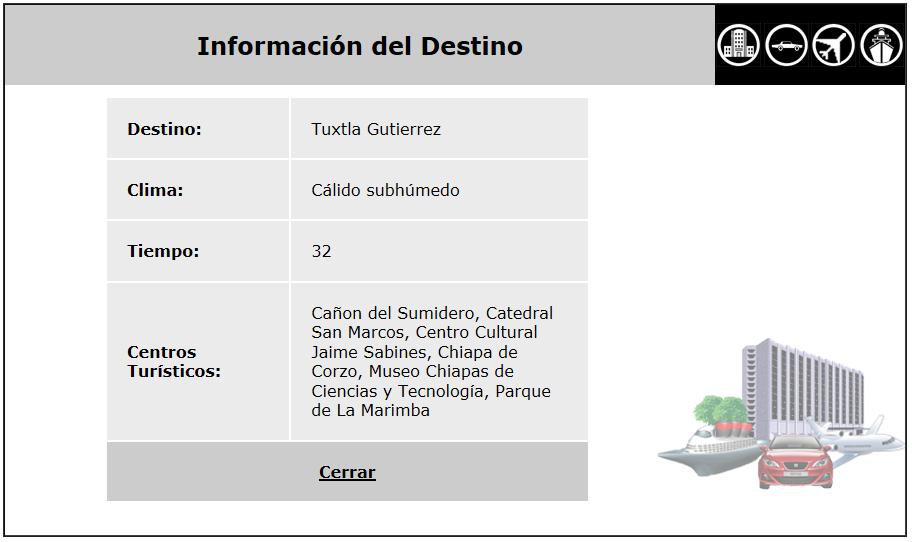 Información del Destino
Destino:
Tuxtla Gutierrez
Clima:
Cálido subhúmedo
Tiempo:
32
Centros
Turísticos:
Cañon del Sumidero, Catedral
San Marcos, Centro Cultural
Jaime Sabines, Chiapa de
Corzo, Museo Chiapas de
Ciencias y Tecnología, Parque
de La Marimba
Cerrar